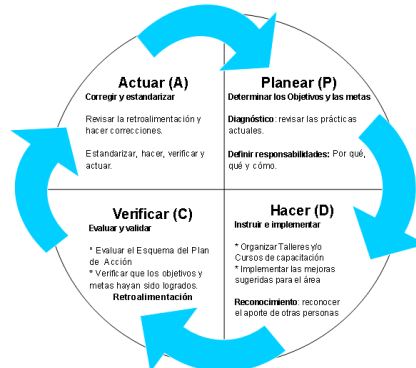 Actuar (A)
Corregir y estandarizar
Revisar la retroalimentación y
hacer correcciones.
Estandarizar, hacer, verificar y
actuar.
Planear (P)
Determinar los Objetivos y las metas
Diagnóstico: revisar las prácticas
actuales.
Definir responsabilidades: Por qué,
qué y cómo.
Verificar (C)
Evaluar y validar
* Evaluar el Esquema del Plan
de Acción
* Verificar que los objetivos y
metas hayan sido logrados.
Retroalimentación
Hacer (D)
Instruir e implementar
* Organizar Talleres y/o
Cursos de capacitación
* Implementar las mejoras
sugeridas para el área
Reconocimiento: reconocer
el aporte de otras personas